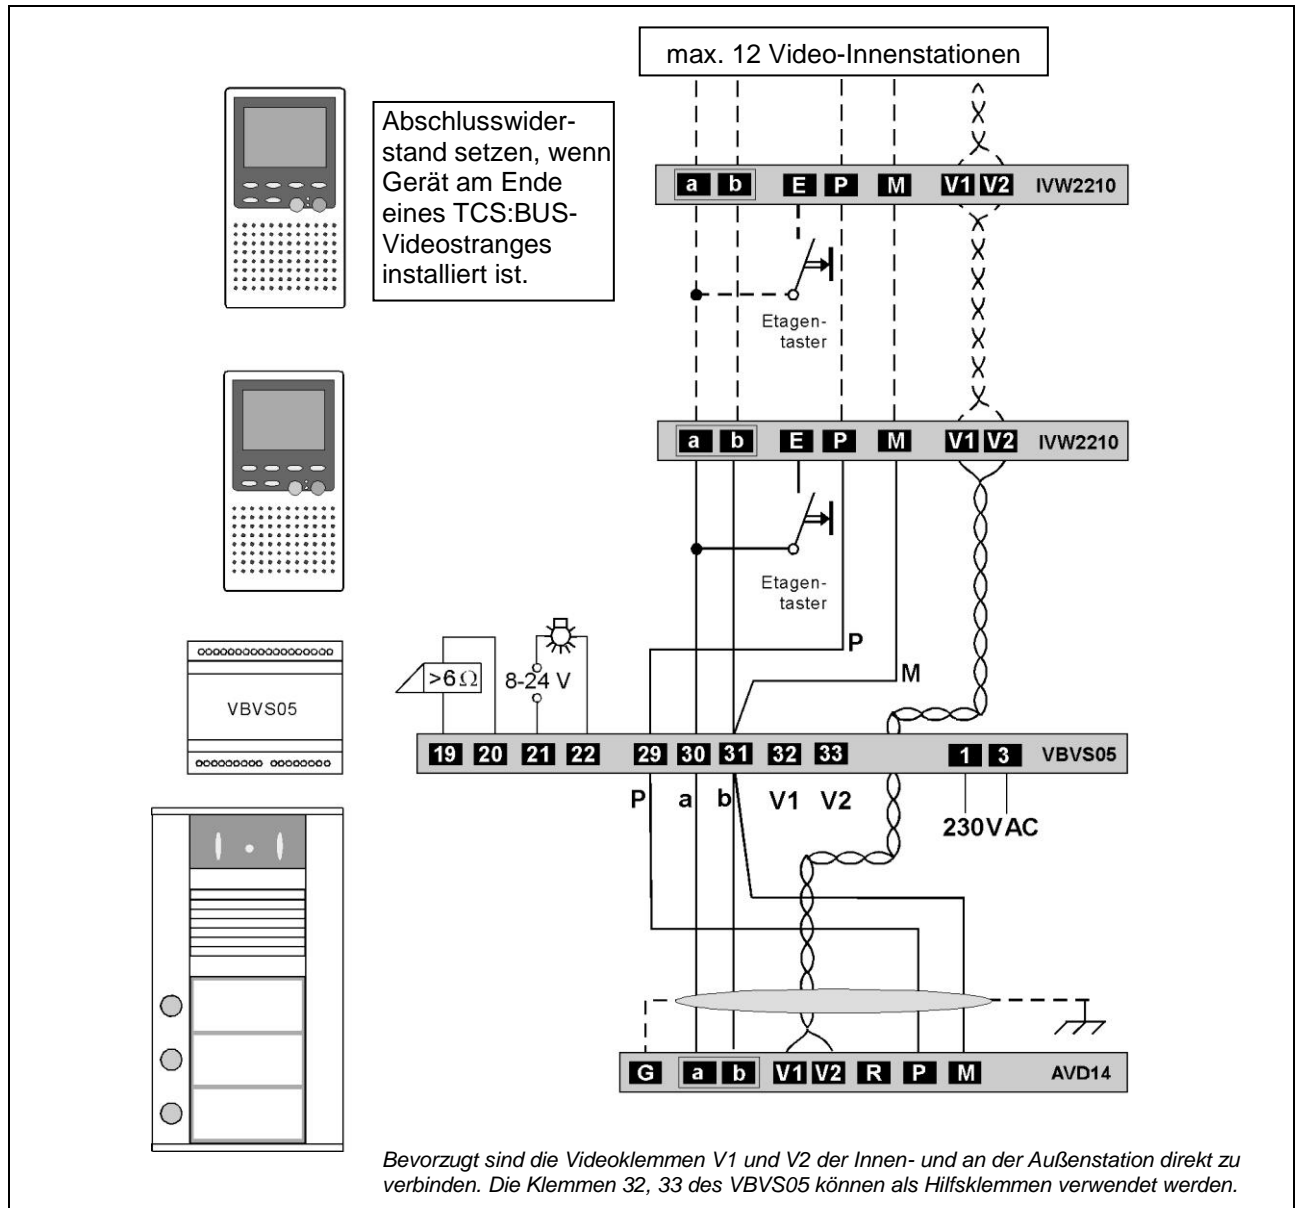 max. 12 Video-Innenstationen
Abschlusswider-
stand setzen, wenn
Gerät am Ende
eines TCS:BUS-
Videostranges
installiert ist.
a b E P M V1 V2 IVW2210
Etagen-
taster
a b E P M V1 V2 IVW2210
Etagen-
taster
P
M
>6 Ω
8-24 V
VBVS05
19 20 21 22 29 30 31 32 33 1 3 VBVS05
P a b V1 V2
230V AC
G a b V1 V2 R P M AVD14
Bevorzugt sind die Videoklemmen V1 und V2 der Innen- und an der Außenstation direkt zu
verbinden. Die Klemmen 32, 33 des VBVS05 können als Hilfsklemmen verwendet werden.